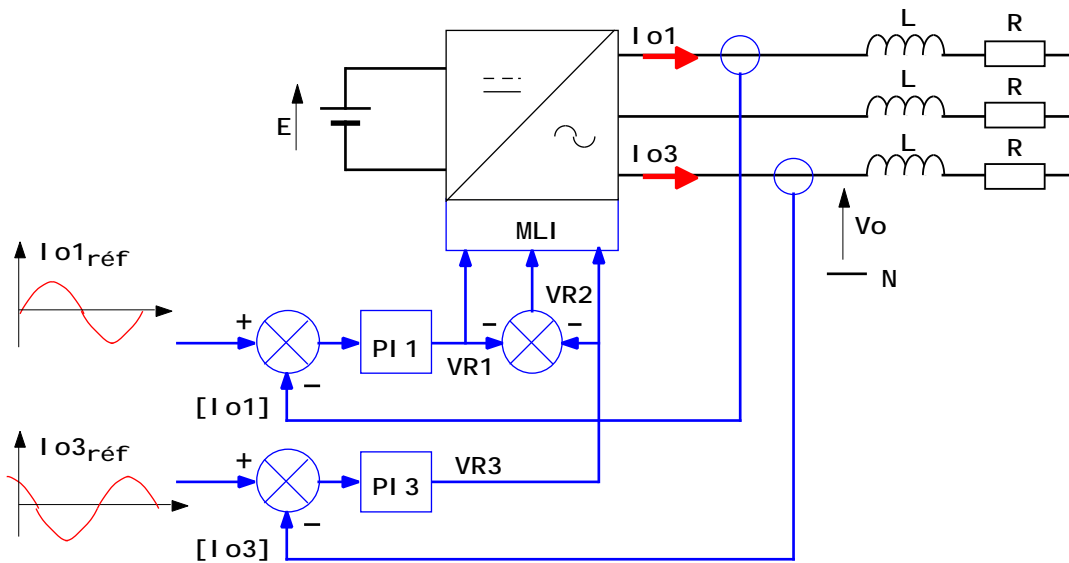 L
R
Io1
L
R
E
Io3
L
R
MLI
Vo
N
Io1réf
VR2
+
−
−
PI1
VR1
−
[Io1]
Io3réf
+
VR3
PI3
−
[Io3]